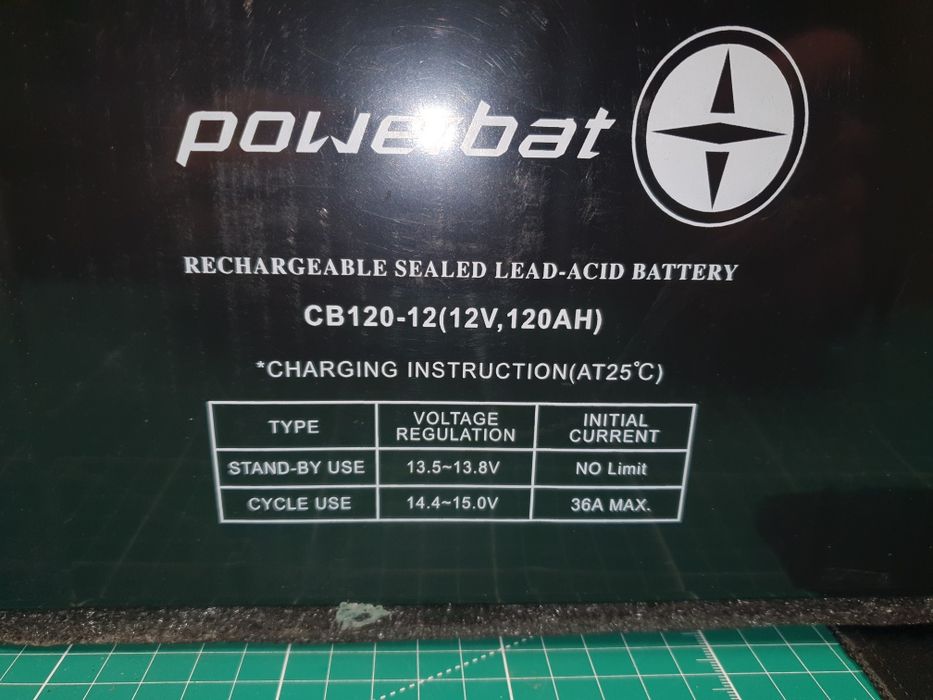 powerbat
RECHARGEABLE SEALED LEAD-ACID BATTERY
CB120-12(12V,120AH)
*CHARGING INSTRUCTION(AT25℃)
TYPE VOLTAGE REGULATION INITIAL CURRENT
STAND-BY USE 13.5~13.8V NO Limit
CYCLE USE 14.4~15.0V 36A MAX.